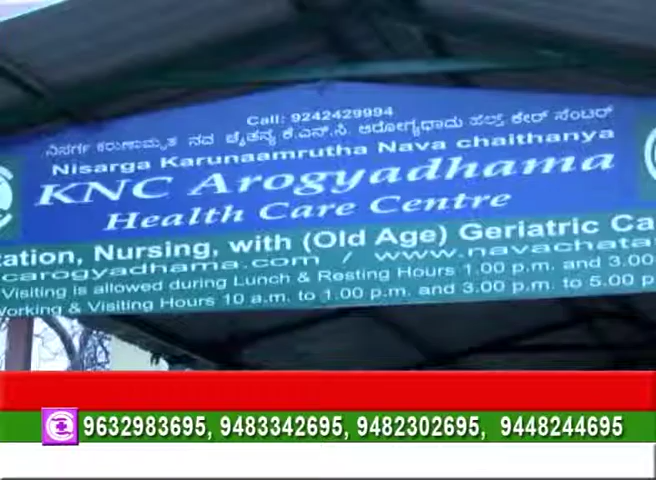 Call: 9242429994
ನಿಸರ್ಗ ಕರುಣಾಮೃತ ನವ ಚೈತನ್ಯ ಕೆ.ಎನ್.ಸಿ. ಆರೋಗ್ಯಧಾಮ ಹೆಲ್ತ್ ಕೇರ್ ಸೆಂಟರ್
Nisarga Karunaamrutha Nava chaithanya
KNC Arogyadhama
Health Care Centre
tation, Nursing, with (Old Age) Geriatric Ca
carogyadhama.com / www.navachata
Visiting is allowed during Lunch & Resting Hours 1.00 p.m. and 3.00
Working & Visiting Hours 10 a.m. to 1.00 p.m. and 3.00 p.m. to 5.00 p
9632983695, 9483342695, 9482302695, 9448244695